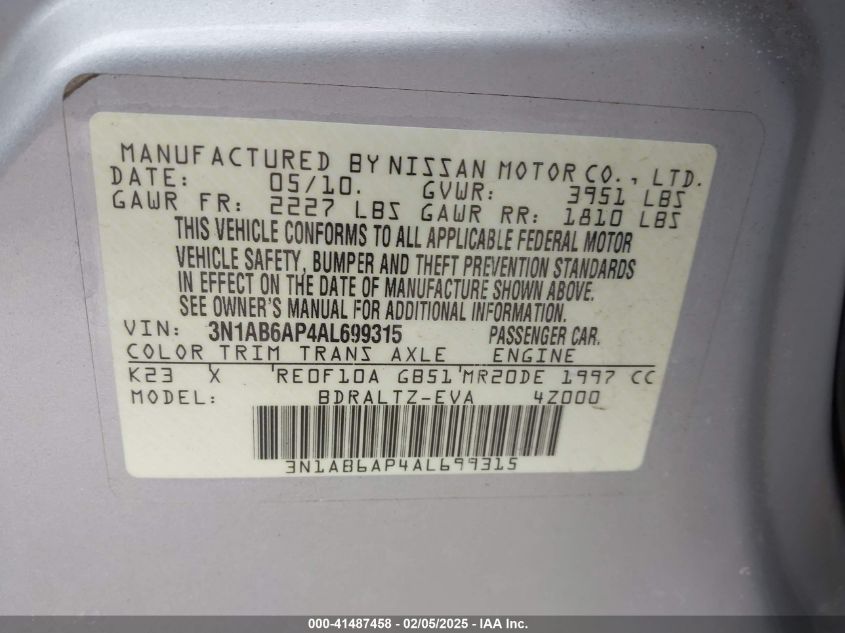 MANUFACTURED BY NISSAN MOTOR CO., LTD.
DATE: 05/10. GVWR: 3951 LBS
GAWR FR: 2227 LBS GAWR RR: 1810 LBS
THIS VEHICLE CONFORMS TO ALL APPLICABLE FEDERAL MOTOR
VEHICLE SAFETY, BUMPER AND THEFT PREVENTION STANDARDS
IN EFFECT ON THE DATE OF MANUFACTURE SHOWN ABOVE.
SEE OWNER'S MANUAL FOR ADDITIONAL INFORMATION.
VIN: 3N1AB6AP4AL699315 PASSENGER CAR.
COLOR TRIM TRANS AXLE ENGINE
K23 X RE0F10A GB51 MR20DE 1997 CC
MODEL: BDRALTZ-EVA 4Z000
3N1AB6AP4AL699315
000-41487458 - 02/05/2025 - IAA Inc.